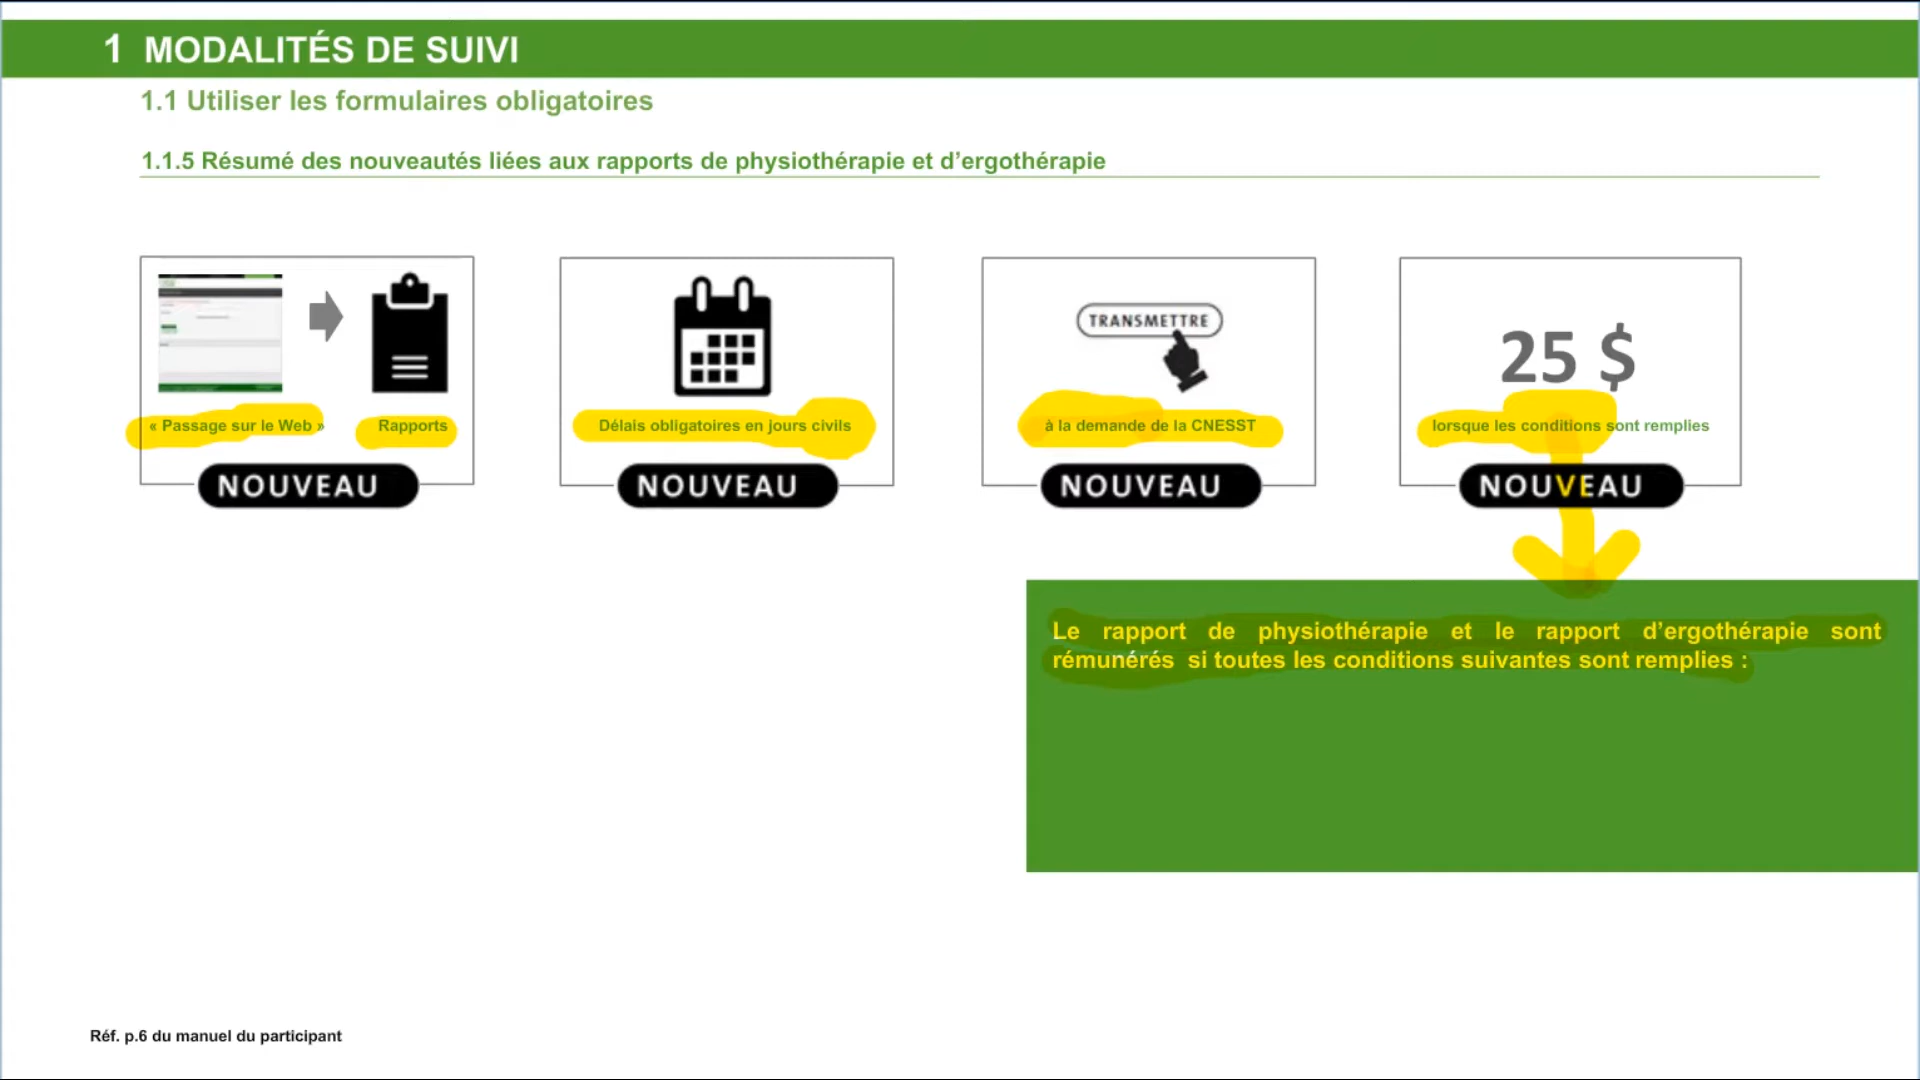 1 MODALITÉS DE SUIVI
1.1 Utiliser les formulaires obligatoires
1.1.5 Résumé des nouveautés liées aux rapports de physiothérapie et d’ergothérapie
« Passage sur le Web »
Rapports
NOUVEAU
Délais obligatoires en jours civils
NOUVEAU
TRANSMETTRE
à la demande de la CNESST
NOUVEAU
25 $
lorsque les conditions sont remplies
NOUVEAU
Le rapport de physiothérapie et le rapport d’ergothérapie sont
rémunérés si toutes les conditions suivantes sont remplies :
Réf. p.6 du manuel du participant